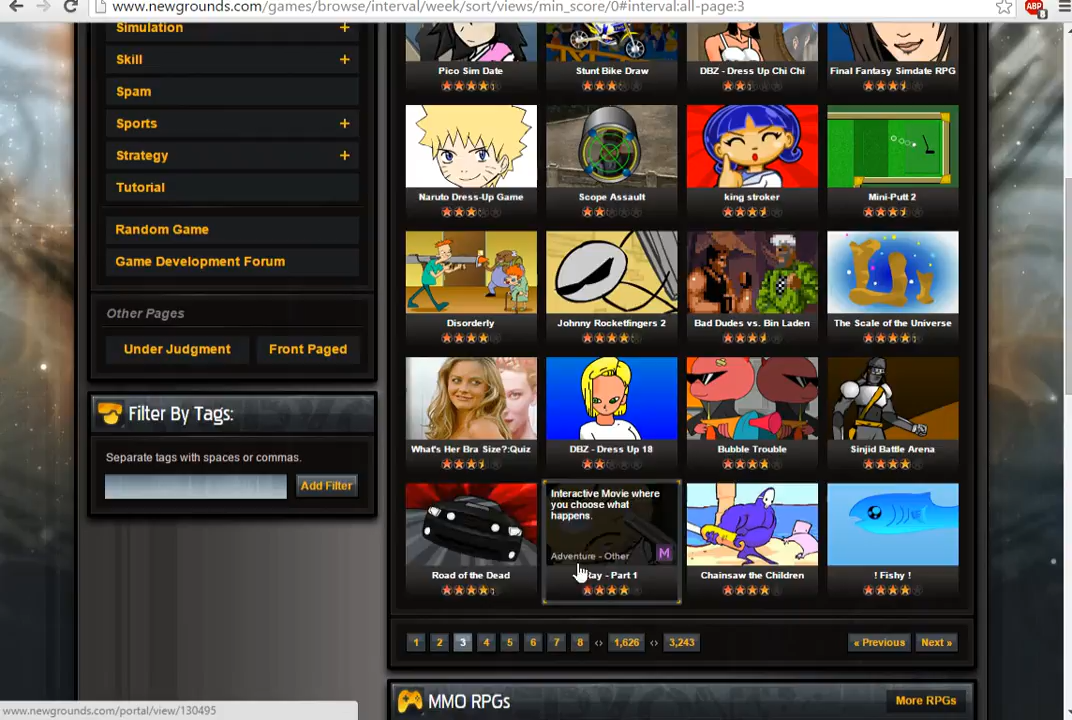 www.newgrounds.com/games/browse/interval/week/sort/views/min_score/0#interval:all-page:3
ABP
8
Simulation +
Skill +
Spam
Sports +
Strategy +
Tutorial
Random Game
Game Development Forum
Other Pages
Under Judgment Front Paged
Filter By Tags:
Separate tags with spaces or commas.
Add Filter
Pico Sim Date Stunt Bike Draw DBZ - Dress Up Chi Chi Final Fantasy Simdate RPG
Naruto Dress-Up Game Scope Assault king stroker Mini-Putt 2
Disorderly Johnny Rocketfingers 2 Bad Dudes vs. Bin Laden The Scale of the Universe
What's Her Bra Size?:Quiz DBZ - Dress Up 18 Bubble Trouble Sinjid Battle Arena
Interactive Movie where
you choose what
happens.
Adventure - Other M
Road of the Dead - Part 1 Chainsaw the Children ! Fishy !
1 2 3 4 5 6 7 8 <> 1,626 <> 3,243 « Previous Next »
MMO RPGs More RPGs
www.newgrounds.com/portal/view/130495